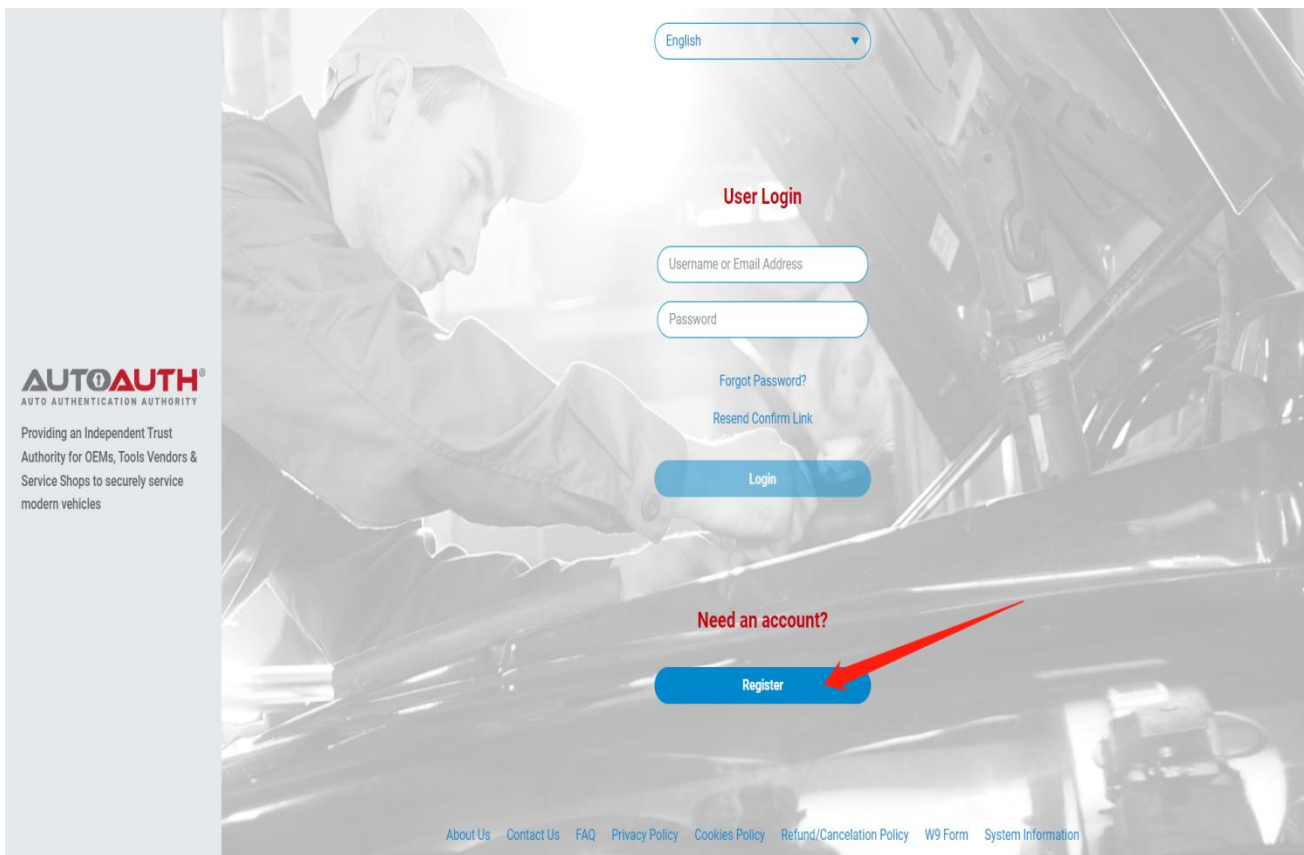 English
User Login
Username or Email Address
Password
Forgot Password?
Resend Confirm Link
Login
AUTOAUTH®
AUTO AUTHENTICATION AUTHORITY
Providing an Independent Trust
Authority for OEMs, Tools Vendors &
Service Shops to securely service
modern vehicles
Need an account?
Register
About Us Contact Us FAQ Privacy Policy Cookies Policy Refund/Cancelation Policy W9 Form System Information